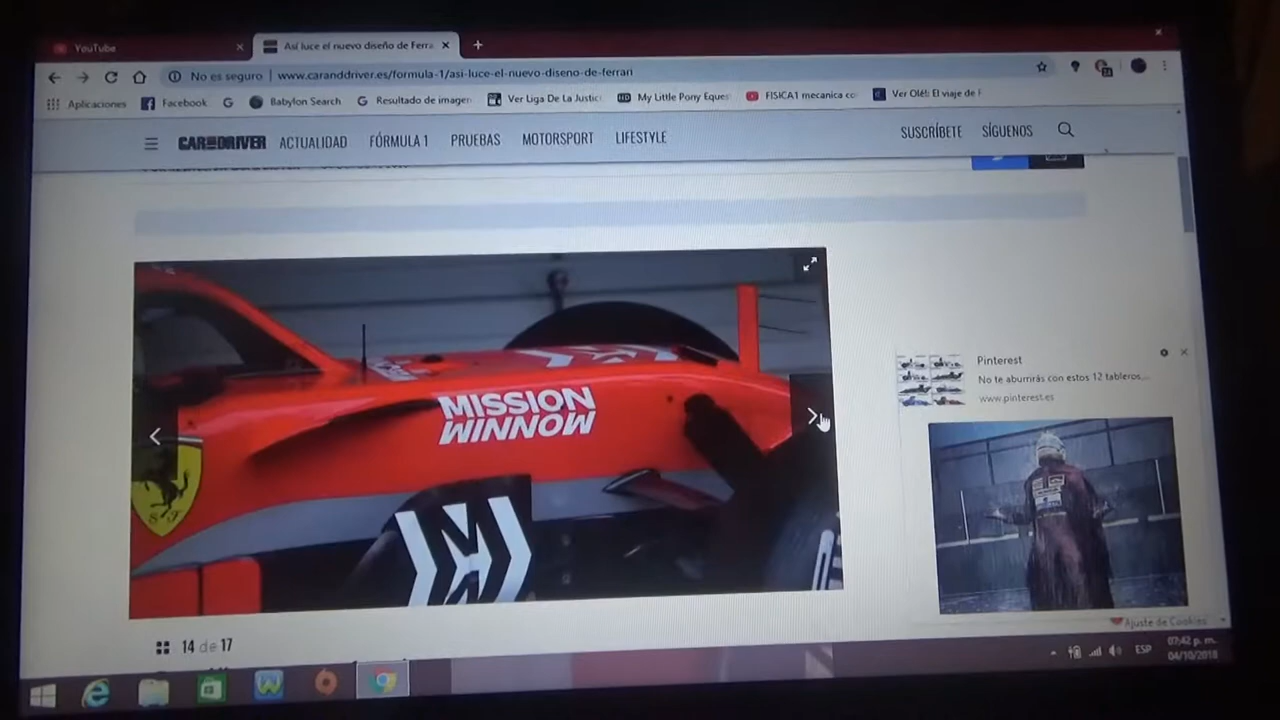 YouTube
Así luce el nuevo diseño de Ferra
No es seguro | www.caranddriver.es/formula-1/asi-luce-el-nuevo-diseno-de-ferrari
Aplicaciones Facebook Babylon Search Resultado de imagen Ver Liga De La Justic My Little Pony Eques FISICA1 mecanica co Ver Olé!: El viaje de F
CAR AND DRIVER ACTUALIDAD FÓRMULA 1 PRUEBAS MOTORSPORT LIFESTYLE SUSCRÍBETE SÍGUENOS
MISSION
WINNOW
S F
Pinterest
No te aburrirás con estos 12 tableros...
www.pinterest.es
14 de 17
Ajuste de Cookies
ESP
07:42 p. m.
04/10/2018